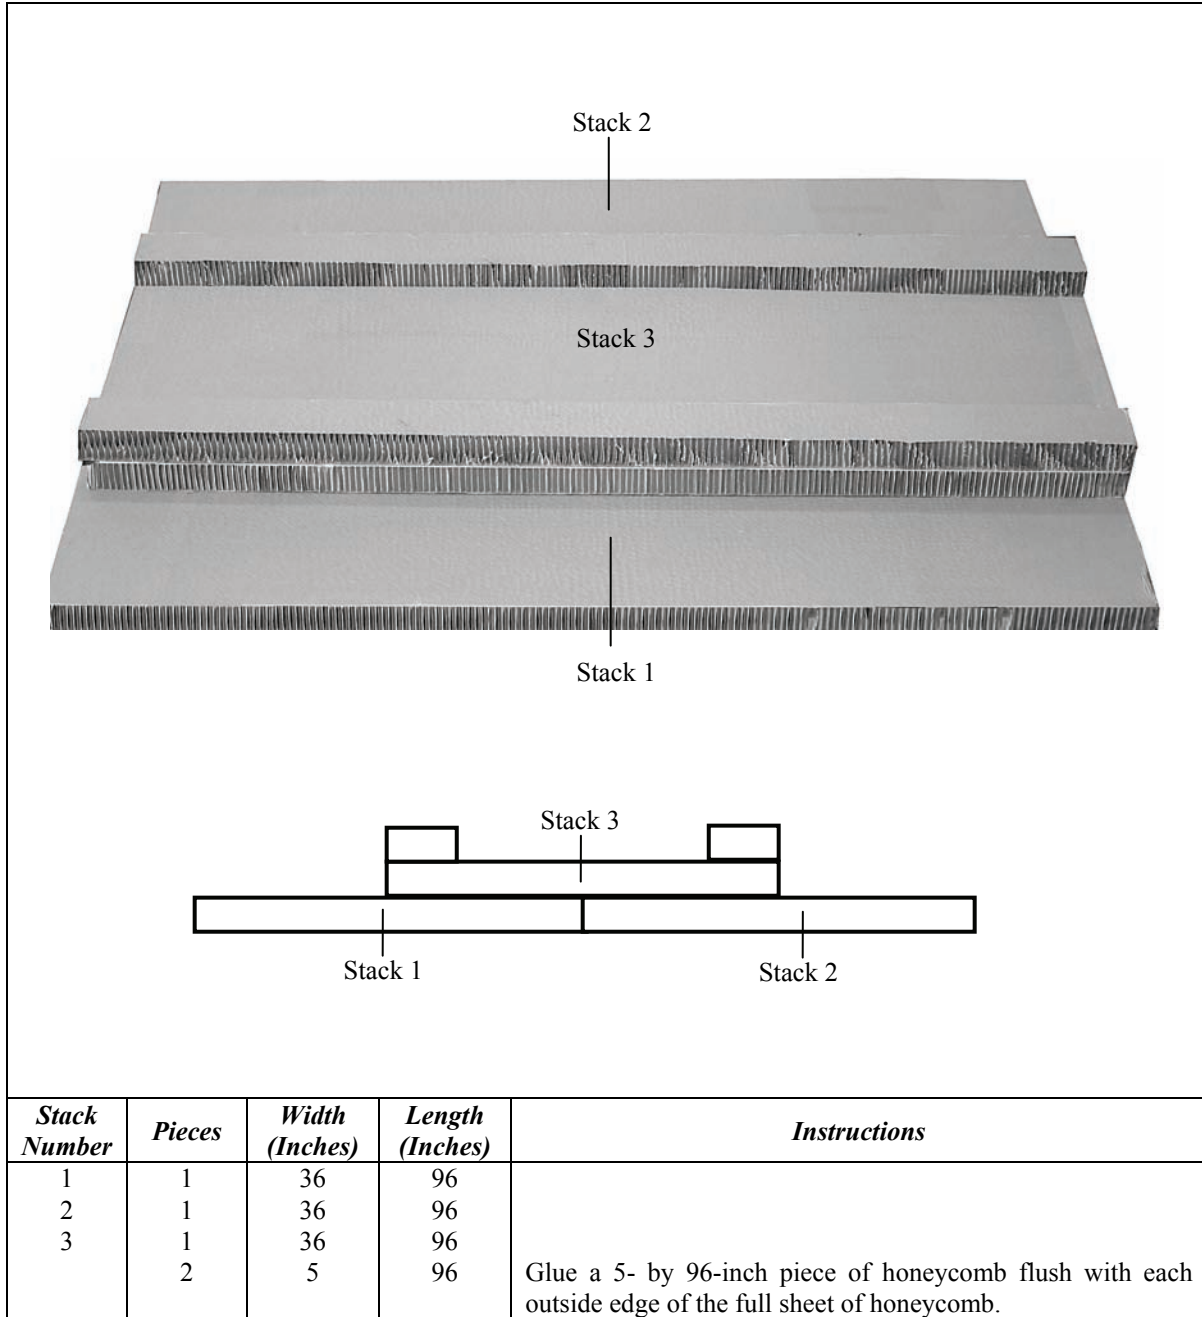 Stack 2
Stack 3
Stack 1
Stack 3
Stack 1
Stack 2
Stack Number Pieces Width (Inches) Length (Inches) Instructions
1 1 36 96
2 1 36 96
3 1 36 96
2 5 96 Glue a 5- by 96-inch piece of honeycomb flush with each
outside edge of the full sheet of honeycomb.